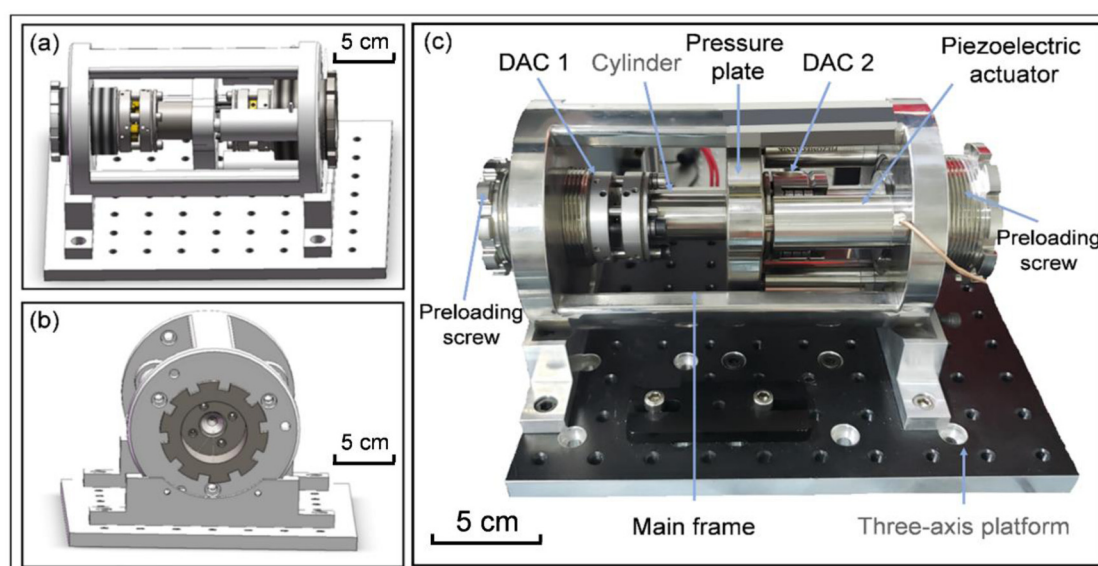 (a)
5 cm
(b)
5 cm
(c)
DAC 1
Cylinder
Pressure
plate
DAC 2
Piezoelectric
actuator
Preloading
screw
Preloading
screw
5 cm
Main frame
Three-axis platform